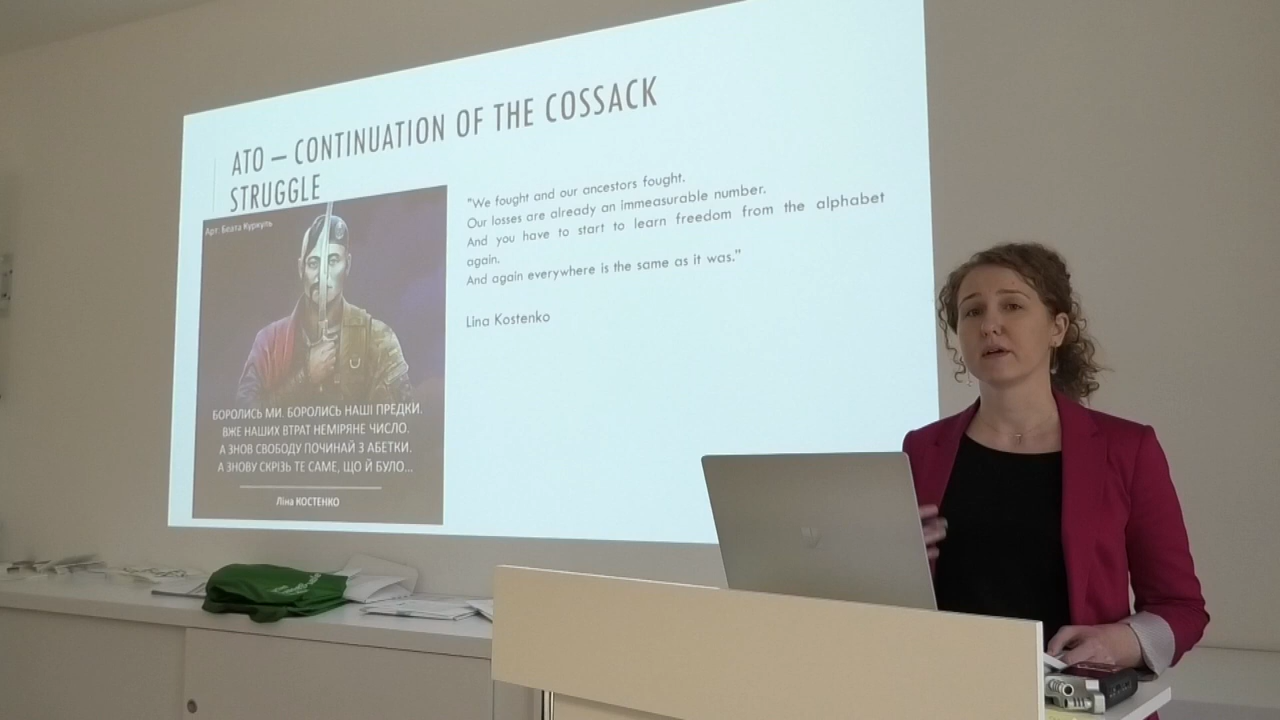 ATO – CONTINUATION OF THE COSSACK
STRUGGLE
Арт: Беата Куркуль
БОРОЛИСЬ МИ. БОРОЛИСЬ НАШІ ПРЕДКИ.
ВЖЕ НАШИХ ВТРАТ НЕМІРЯНЕ ЧИСЛО.
А ЗНОВ СВОБОДУ ПОЧИНАЙ З АБЕТКИ.
А ЗНОВУ СКРІЗЬ ТЕ САМЕ, ЩО Й БУЛО...
Ліна КОСТЕНКО
"We fought and our ancestors fought.
Our losses are already an immeasurable number.
And you have to start to learn freedom from the alphabet
again.
And again everywhere is the same as it was."
Lina Kostenko